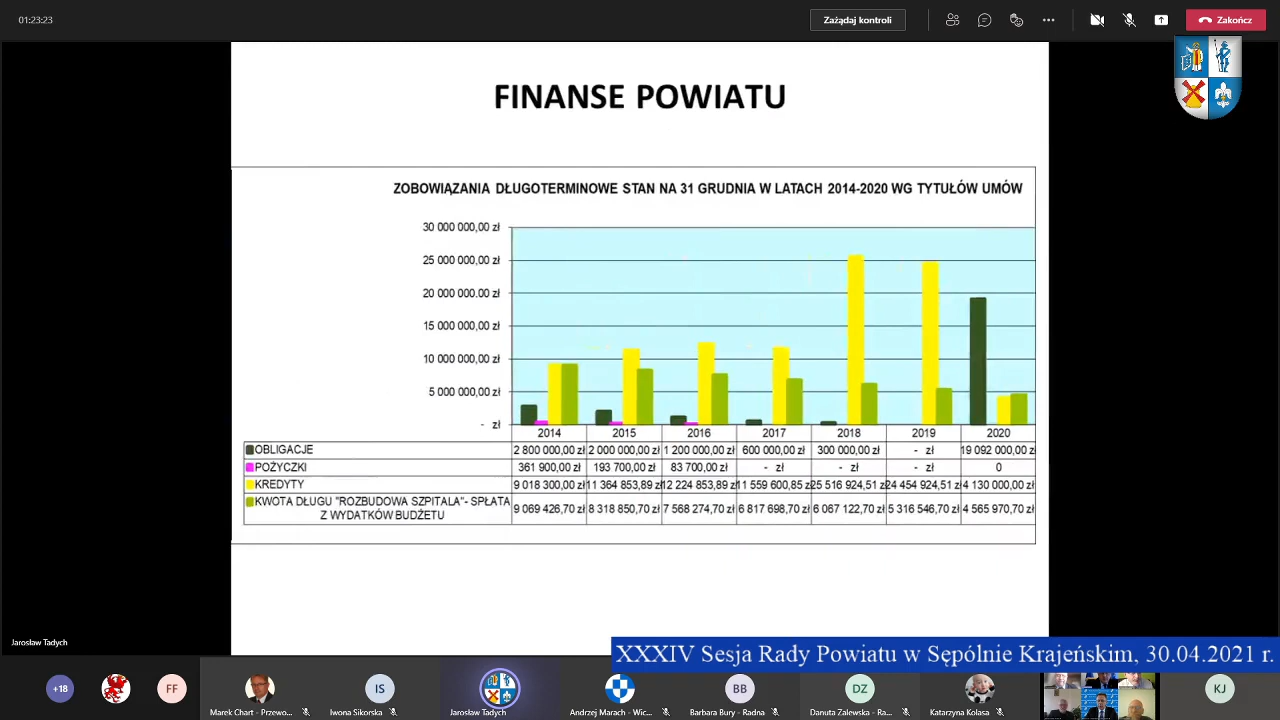 01:23:23
Zażądaj kontroli
Zakończ
FINANSE POWIATU
ZOBOWIĄZANIA DŁUGOTERMINOWE STAN NA 31 GRUDNIA W LATACH 2014-2020 WG TYTUŁÓW UMÓW
30 000 000,00 zł
25 000 000,00 zł
20 000 000.00 zł
15 000 000,00 zł
10 000 000,00 zł
5 000 000,00 zł
- zł
2014 2015 2016 2017 2018 2019 2020
OBLIGACJE 2 800 000,00 zł 2 000 000,00 zł 1 200 000,00 zł 600 000,00 zł 300 000,00 zł - zł 19 092 000,00 zł
POŻYCZKI 361 900,00 zł 193 700,00 zł 83 700,00 zł - zł - zł - zł 0
KREDYTY 9 018 300,00 zł 11 364 853,89 zł 12 224 853,89 zł 11 559 600,85 zł 25 516 924,51 zł 24 454 924,51 zł 4 130 000,00 zł
KWOTA DŁUGU "ROZBUDOWA SZPITALA"- SPŁATA
Z WYDATKÓW BUDŻETU 9 069 426,70 zł 8 318 850,70 zł 7 568 274,70 zł 6 817 698,70 zł 6 067 122,70 zł 5 316 546,70 zł 4 565 970,70 zł
Jarosław Tadych
XXXIV Sesja Rady Powiatu w Sępólnie Krajeńskim, 30.04.2021 r.
+18 FF IS BB DZ KJ
Marek Chart - Przewo... Iwona Sikorska Jarosław Tadych Andrzej Marach - Wic... Barbara Bury - Radna Danuta Zalewska - Ra... Katarzyna Kolasa